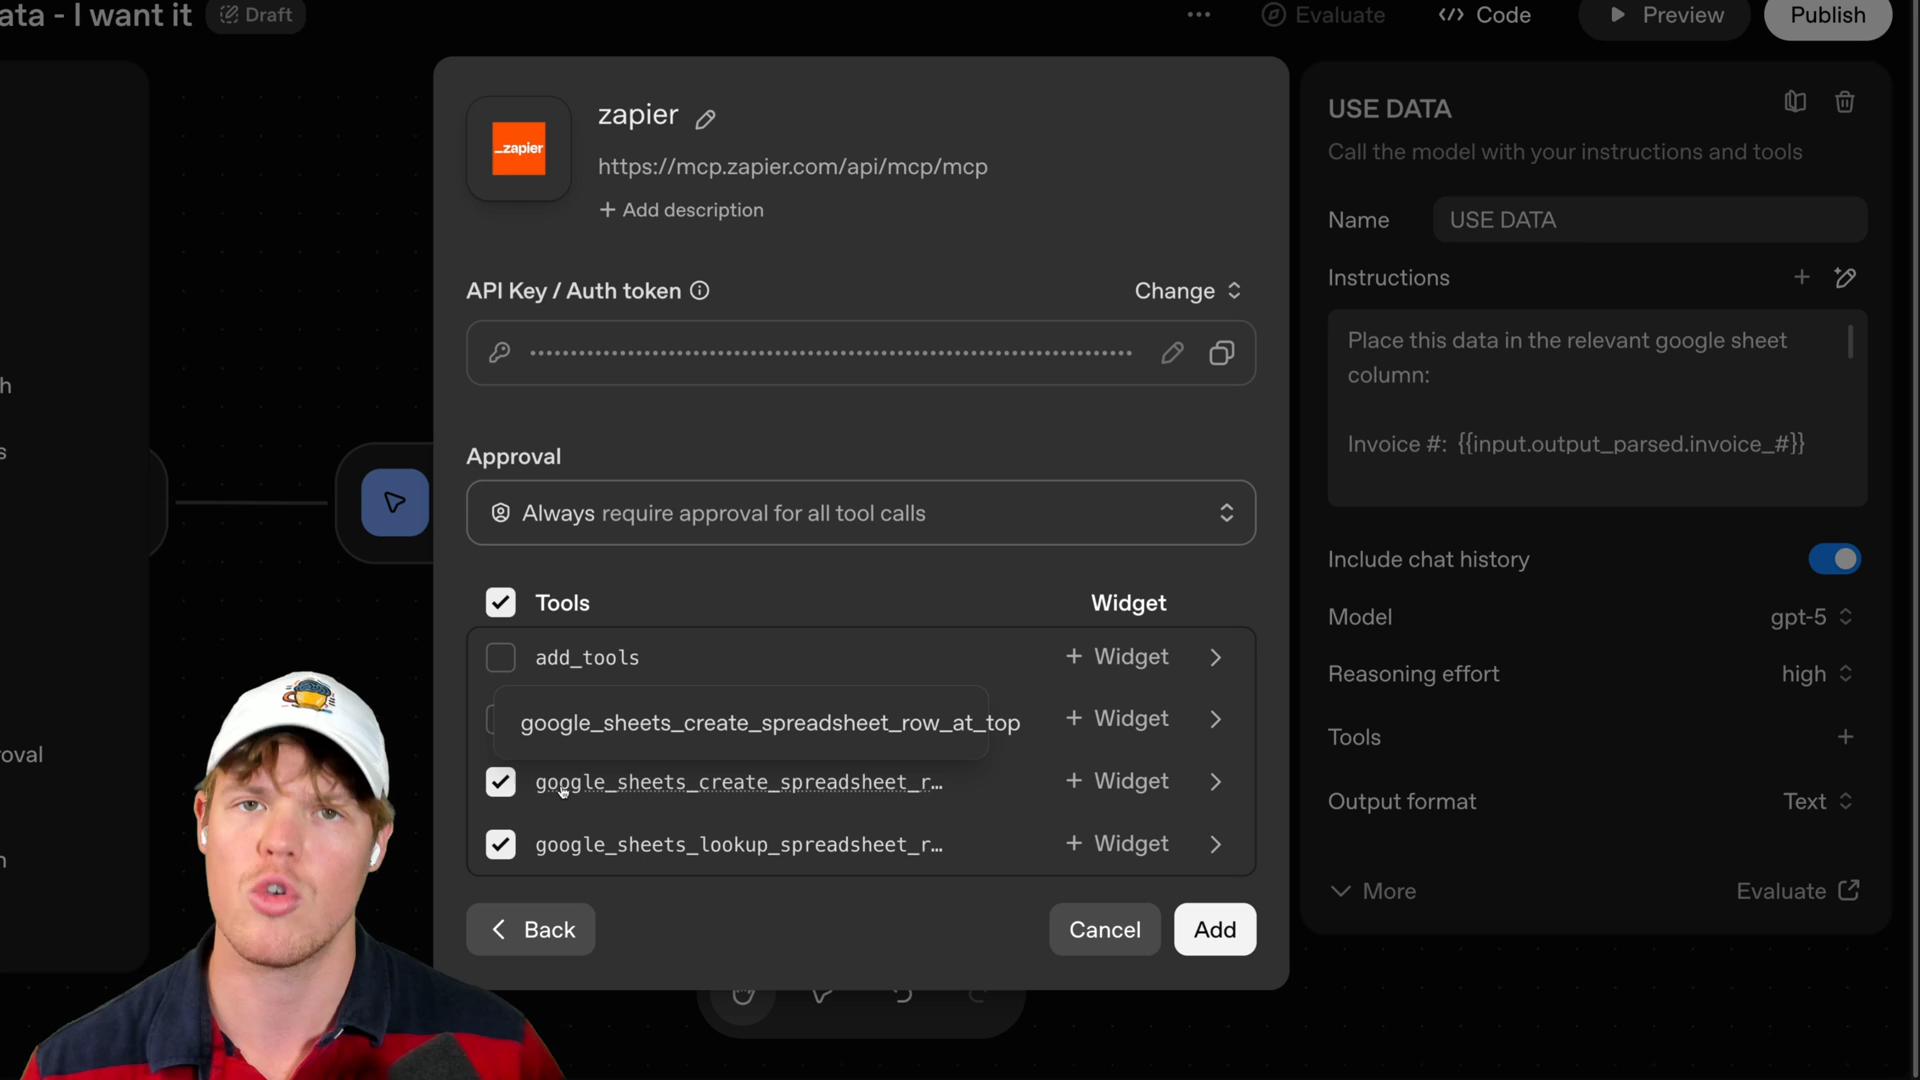 ata - I want it
Draft
Evaluate
Code
Preview
Publish
h
s
oval
n
_zapier
zapier
https://mcp.zapier.com/api/mcp/mcp
+ Add description
API Key / Auth token
Change
Approval
Always require approval for all tool calls
Tools
Widget
add_tools
+ Widget
google_sheets_create_spreadsheet_row_at_top
+ Widget
google_sheets_create_spreadsheet_r…
+ Widget
google_sheets_lookup_spreadsheet_r…
+ Widget
Back
Cancel
Add
USE DATA
Call the model with your instructions and tools
Name
USE DATA
Instructions
Place this data in the relevant google sheet
column:
Invoice #: {{input.output_parsed.invoice_#}}
Include chat history
Model
gpt-5
Reasoning effort
high
Tools
Output format
Text
More
Evaluate